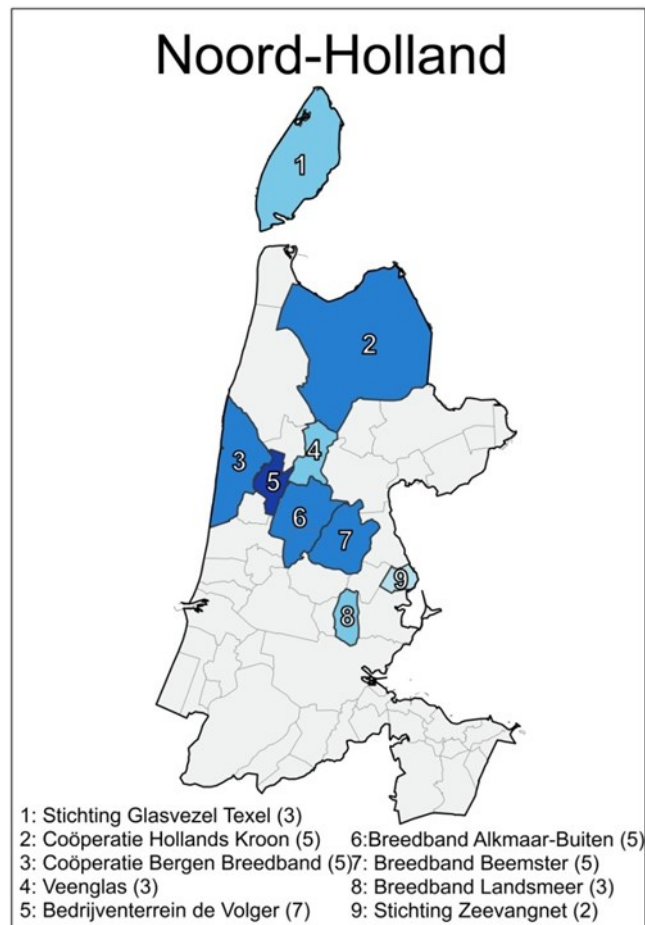 Noord-Holland
1
2
3
4
5
6
7
8
9
1: Stichting Glasvezel Texel (3)
2: Coöperatie Hollands Kroon (5)
3: Coöperatie Bergen Breedband (5)
4: Veenglas (3)
5: Bedrijventerrein de Volger (7)
6:Breedband Alkmaar-Buiten (5)
7: Breedband Beemster (5)
8: Breedband Landsmeer (3)
9: Stichting Zeevangnet (2)